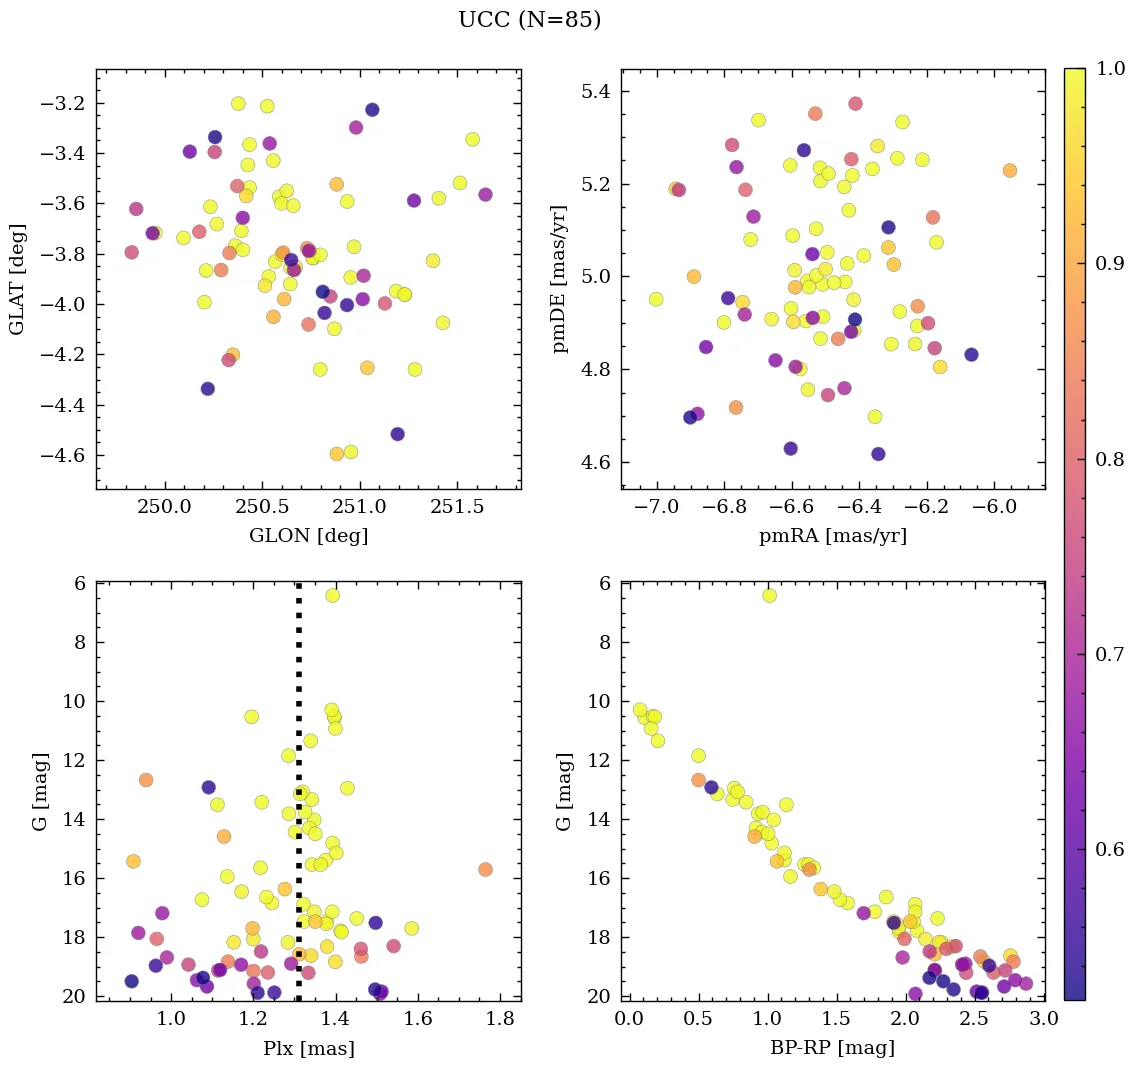 UCC (N=85)
−3.2
−3.4
−3.6
−3.8
−4.0
−4.2
−4.4
−4.6
GLAT [deg]
250.0 250.5 251.0 251.5
GLON [deg]
5.4
5.2
5.0
4.8
4.6
pmDE [mas/yr]
−7.0 −6.8 −6.6 −6.4 −6.2 −6.0
pmRA [mas/yr]
6
8
10
12
14
16
18
20
G [mag]
1.0 1.2 1.4 1.6 1.8
Plx [mas]
6
8
10
12
14
16
18
20
G [mag]
0.0 0.5 1.0 1.5 2.0 2.5 3.0
BP-RP [mag]
1.0
0.9
0.8
0.7
0.6